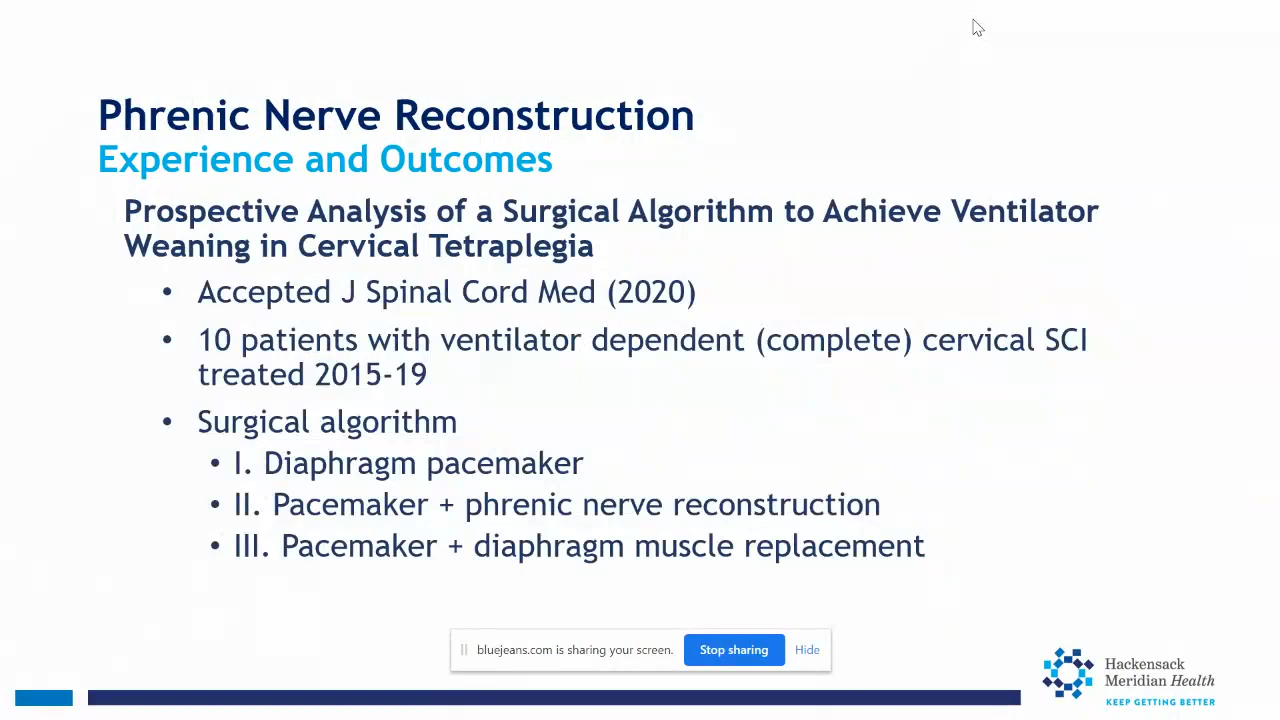 Phrenic Nerve Reconstruction
Experience and Outcomes
Prospective Analysis of a Surgical Algorithm to Achieve Ventilator
Weaning in Cervical Tetraplegia
• Accepted J Spinal Cord Med (2020)
• 10 patients with ventilator dependent (complete) cervical SCI
treated 2015-19
• Surgical algorithm
• I. Diaphragm pacemaker
• II. Pacemaker + phrenic nerve reconstruction
• III. Pacemaker + diaphragm muscle replacement
bluejeans.com is sharing your screen. Stop sharing Hide
Hackensack
Meridian Health
KEEP GETTING BETTER